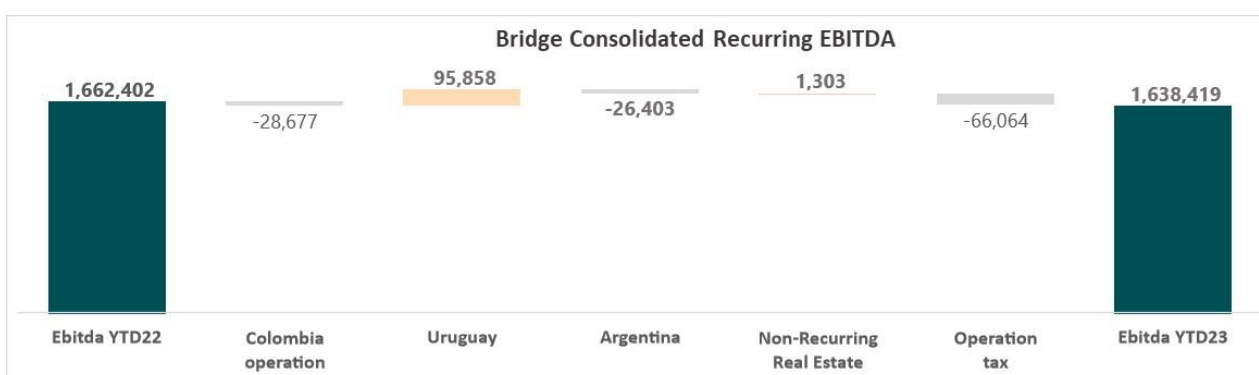 Bridge Consolidated Recurring EBITDA
1,662,402
-28,677
95,858
-26,403
1,303
-66,064
1,638,419
Ebitda YTD22
Colombia
operation
Uruguay
Argentina
Non-Recurring
Real Estate
Operation
tax
Ebitda YTD23